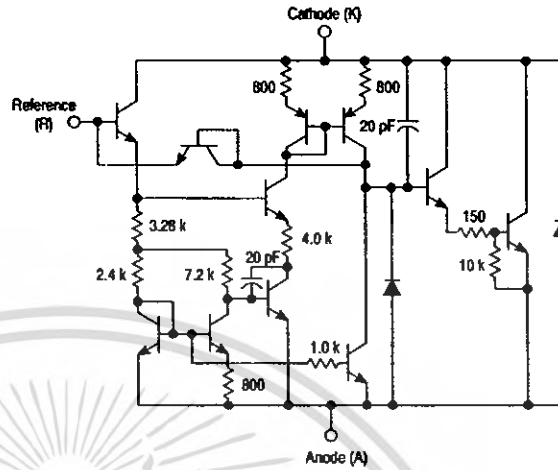 Cathode (K)
800
800
Reference
(R)
20 pF
3.28 k
4.0 k
150
2.4 k
7.2 k
20 pF
10 k
1.0 k
800
Anode (A)